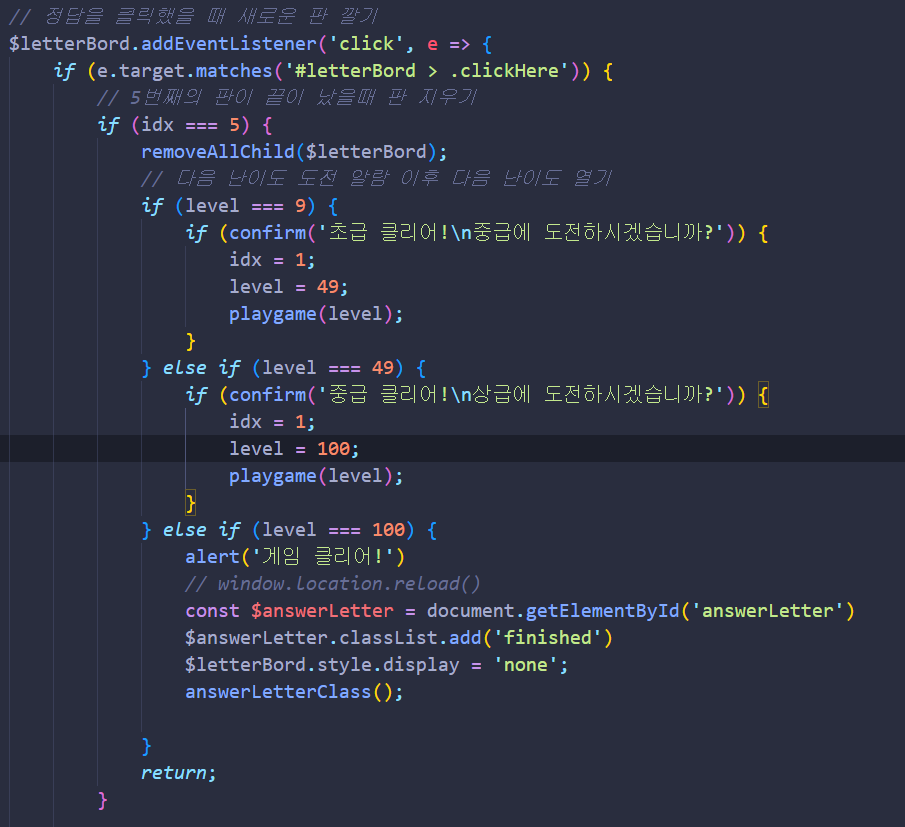 // 정답을 클릭했을 때 새로운 판 깔기
$letterBord.addEventListener('click', e => {
    if (e.target.matches('#letterBord > .clickHere')) {
        // 5번째의 판이 끝이 났을때 판 지우기
        if (idx === 5) {
            removeAllChild($letterBord);
            // 다음 난이도 도전 알람 이후 다음 난이도 열기
            if (level === 9) {
                if (confirm('초급 클리어!\n중급에 도전하시겠습니까?')) {
                    idx = 1;
                    level = 49;
                    playgame(level);
                }
            } else if (level === 49) {
                if (confirm('중급 클리어!\n상급에 도전하시겠습니까?')) {
                    idx = 1;
                    level = 100;
                    playgame(level);
                }
            } else if (level === 100) {
                alert('게임 클리어!')
                // window.location.reload()
                const $answerLetter = document.getElementById('answerLetter')
                $answerLetter.classList.add('finished')
                $letterBord.style.display = 'none';
                answerLetterClass();

            }
            return;
        }